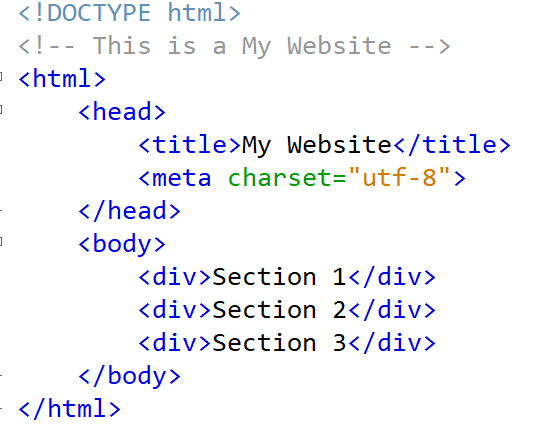 <!DOCTYPE html>
<!-- This is a My Website -->
<html>
    <head>
        <title>My Website</title>
        <meta charset="utf-8">
    </head>
    <body>
        <div>Section 1</div>
        <div>Section 2</div>
        <div>Section 3</div>
    </body>
</html>